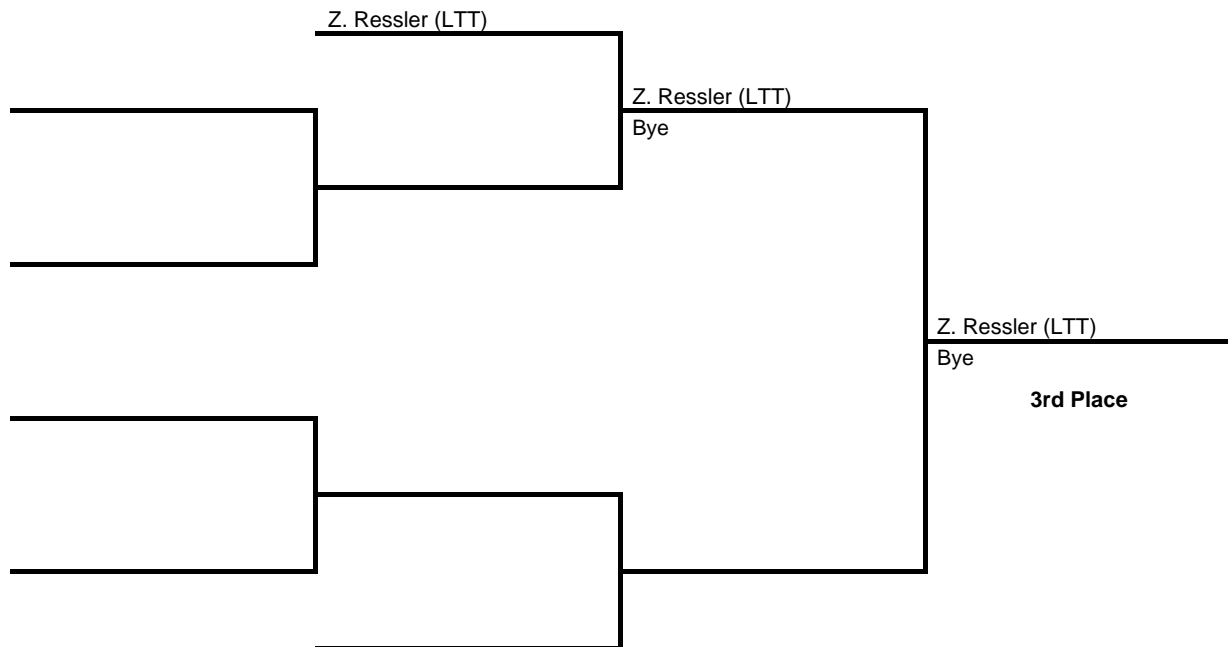 Z. Ressler (LTT)
Z. Ressler (LTT)
Bye
Z. Ressler (LTT)
Bye
3rd Place